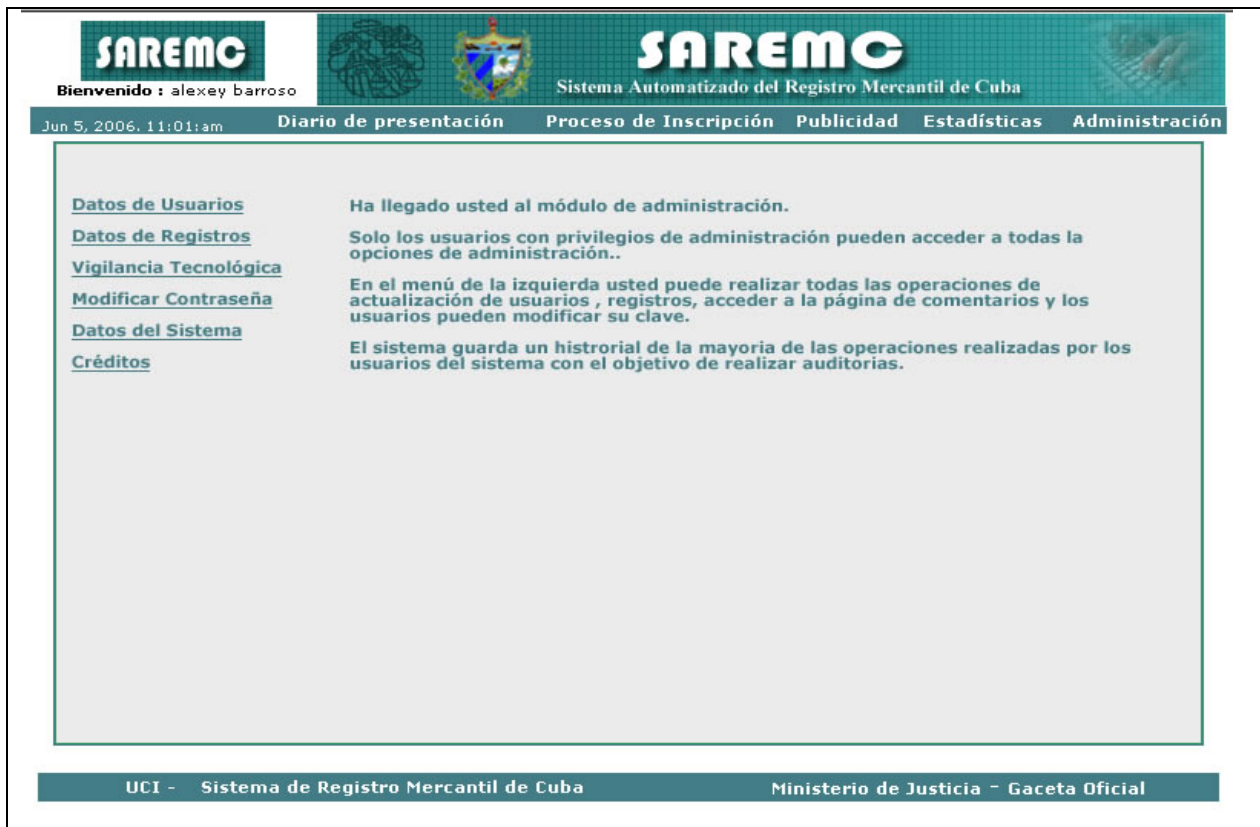 SAREMC
Bienvenido : alexey barroso
SAREMC
Sistema Automatizado del Registro Mercantil de Cuba
Jun 5, 2006. 11:01:am
Diario de presentación Proceso de Inscripción Publicidad Estadísticas Administración
Datos de Usuarios
Datos de Registros
Vigilancia Tecnológica
Modificar Contraseña
Datos del Sistema
Créditos
Ha llegado usted al módulo de administración.
Solo los usuarios con privilegios de administración pueden acceder a todas la
opciones de administración..
En el menú de la izquierda usted puede realizar todas las operaciones de
actualización de usuarios , registros, acceder a la página de comentarios y los
usuarios pueden modificar su clave.
El sistema guarda un histrorial de la mayoria de las operaciones realizadas por los
usuarios del sistema con el objetivo de realizar auditorias.
UCI - Sistema de Registro Mercantil de Cuba
Ministerio de Justicia - Gaceta Oficial